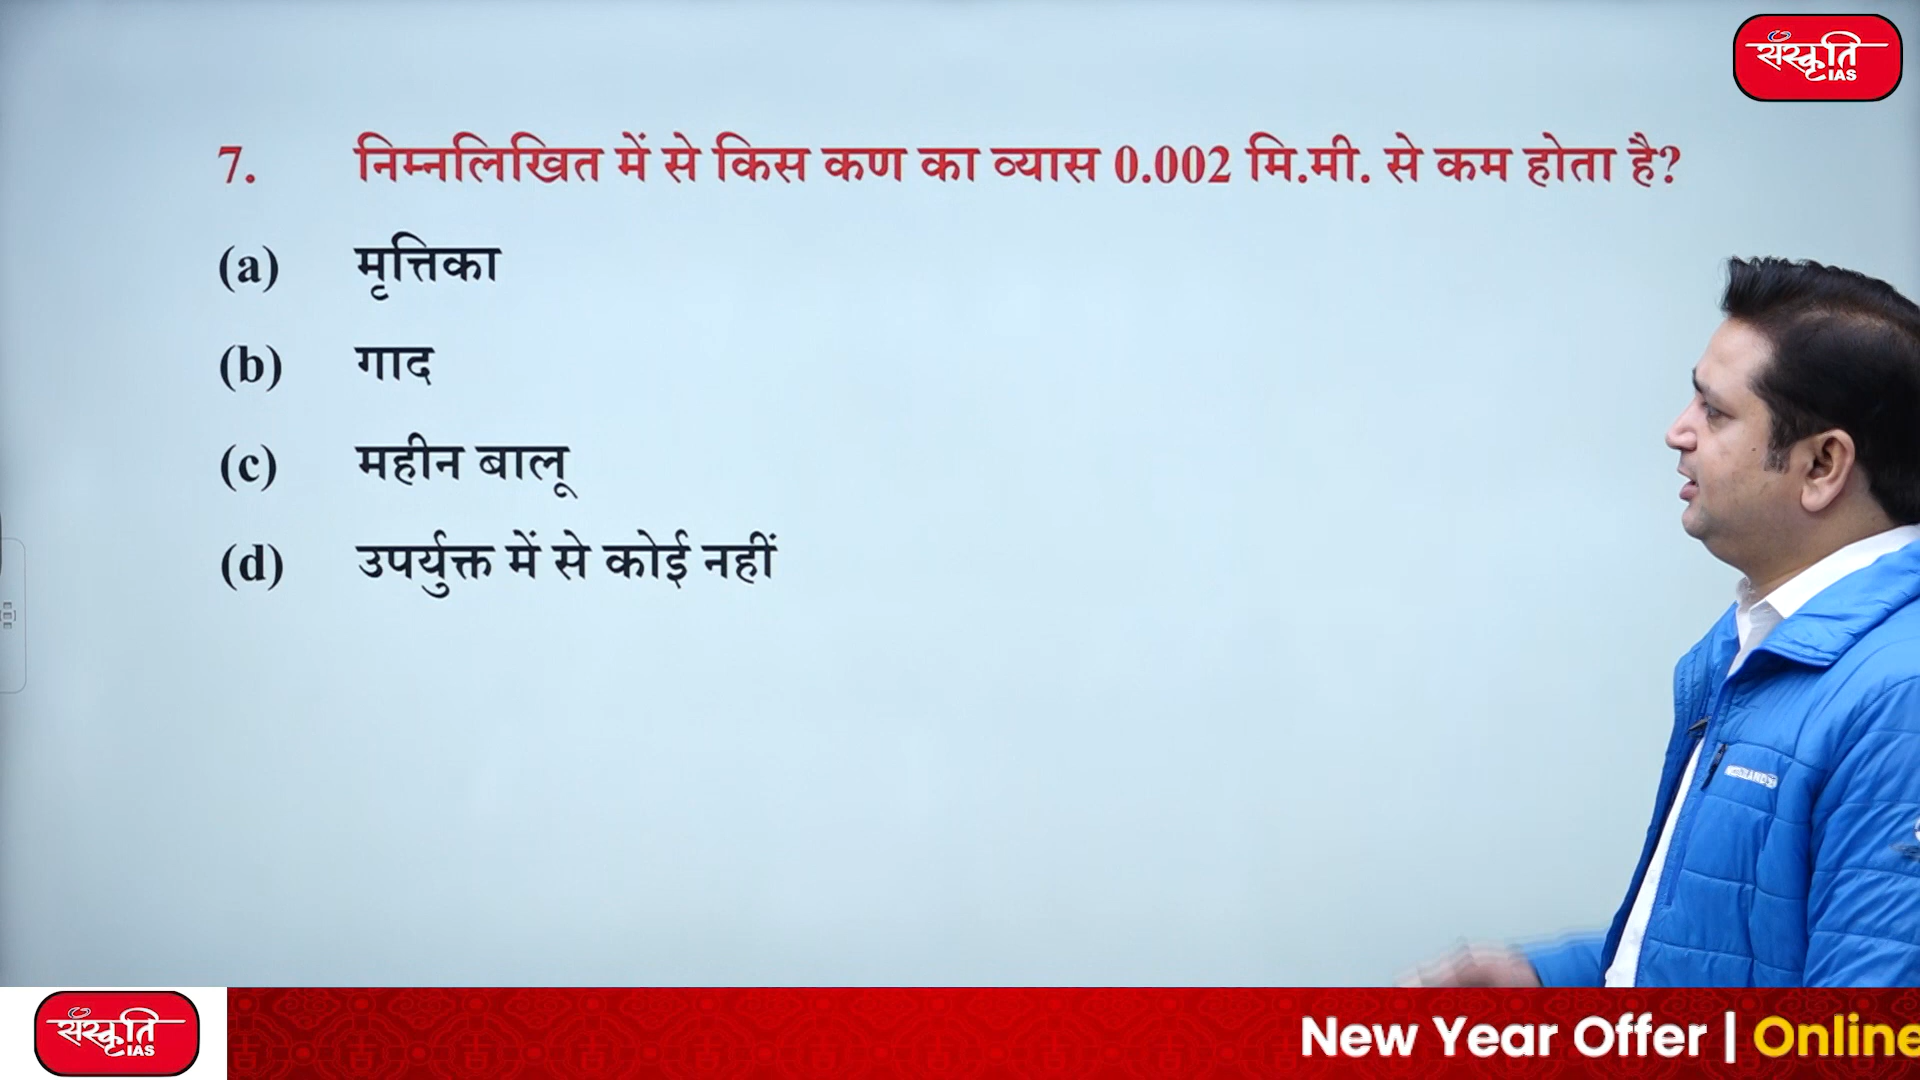 संस्कृति
IAS
7. निम्नलिखित में से किस कण का व्यास 0.002 मि.मी. से कम होता है?
(a) मृत्तिका
(b) गाद
(c) महीन बालू
(d) उपर्युक्त में से कोई नहीं
संस्कृति
IAS
New Year Offer | Online